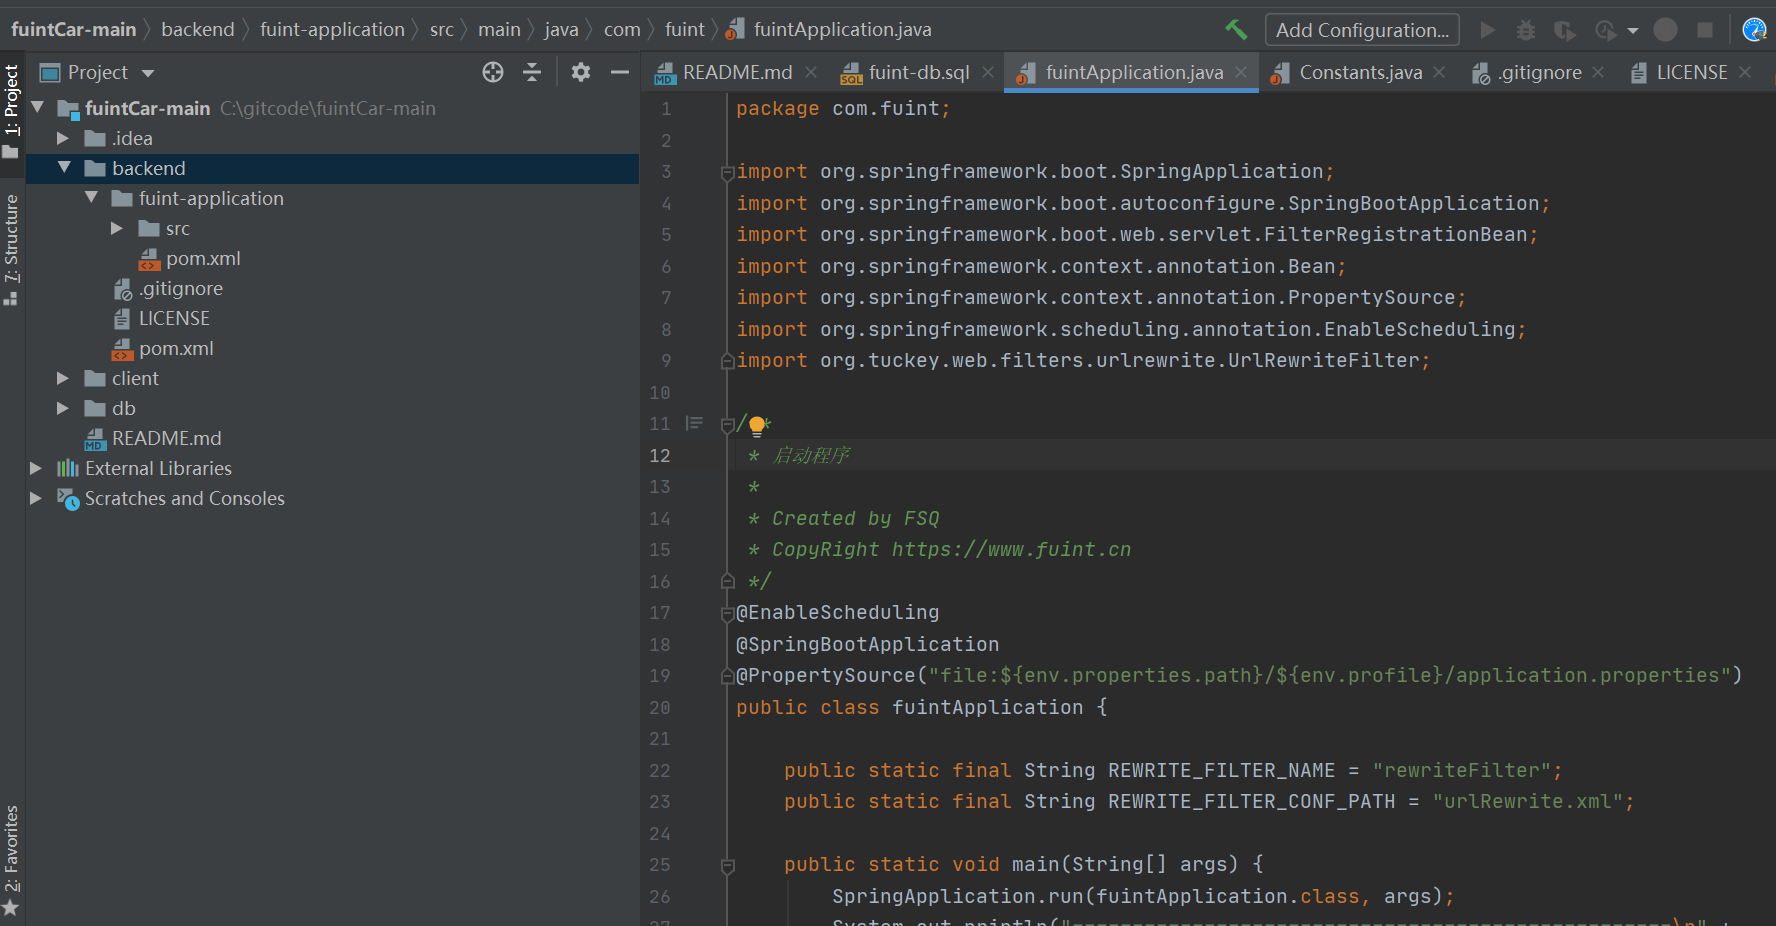 fuintCar-main backend fuint-application src main java com fuint fuintApplication.java Add Configuration...
Project
README.md fuint-db.sql fuintApplication.java Constants.java .gitignore LICENSE
1: Project
7: Structure
2: Favorites
fuintCar-main C:\gitcode\fuintCar-main
.idea
backend
fuint-application
src
pom.xml
.gitignore
LICENSE
pom.xml
client
db
README.md
External Libraries
Scratches and Consoles
1 package com.fuint;
2
3 import org.springframework.boot.SpringApplication;
4 import org.springframework.boot.autoconfigure.SpringBootApplication;
5 import org.springframework.boot.web.servlet.FilterRegistrationBean;
6 import org.springframework.context.annotation.Bean;
7 import org.springframework.context.annotation.PropertySource;
8 import org.springframework.scheduling.annotation.EnableScheduling;
9 import org.tuckey.web.filters.urlrewrite.UrlRewriteFilter;
10
11 /**
12 * 启动程序
13 *
14 * Created by FSQ
15 * CopyRight https://www.fuint.cn
16 */
17 @EnableScheduling
18 @SpringBootApplication
19 @PropertySource("file:${env.properties.path}/${env.profile}/application.properties")
20 public class fuintApplication {
21
22 public static final String REWRITE_FILTER_NAME = "rewriteFilter";
23 public static final String REWRITE_FILTER_CONF_PATH = "urlRewrite.xml";
24
25 public static void main(String[] args) {
26 SpringApplication.run(fuintApplication.class, args);